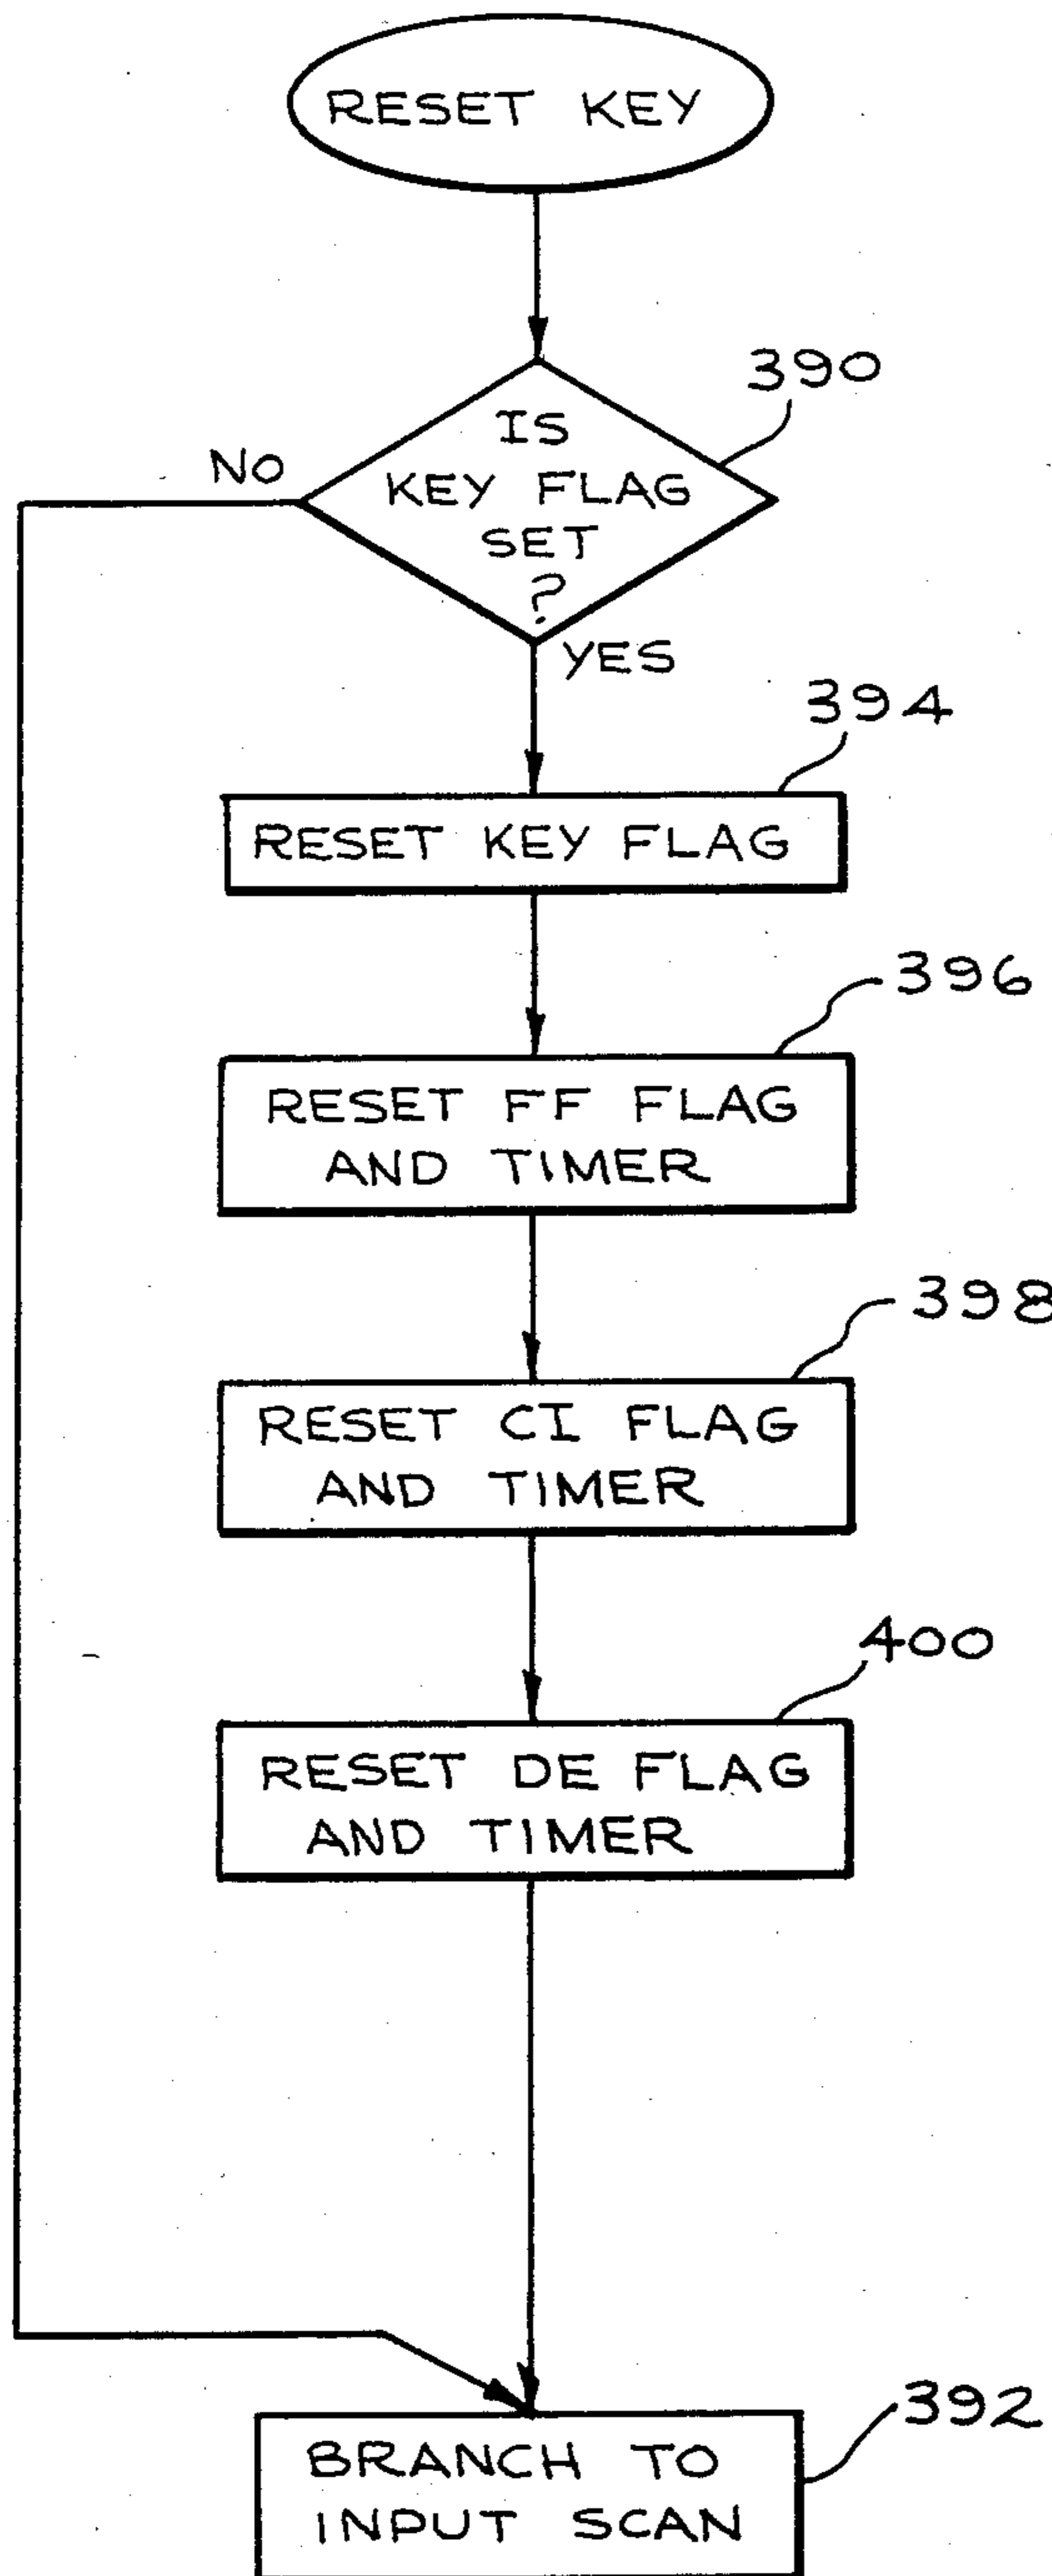 RESET KEY
390
IS
KEY FLAG
SET
?
NO
YES
394
RESET KEY FLAG
396
RESET FF FLAG
AND TIMER
398
RESET CI FLAG
AND TIMER
400
RESET DE FLAG
AND TIMER
392
BRANCH TO
INPUT SCAN